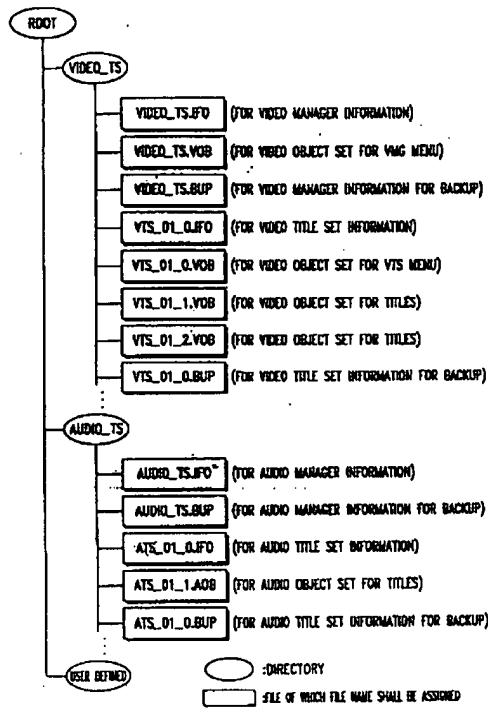 ROOT
VIDEO_TS
VIDEO_TS.IFO (FOR VIDEO MANAGER INFORMATION)
VIDEO_TS.VOB (FOR VIDEO OBJECT SET FOR VMG MENU)
VIDEO_TS.BUP (FOR VIDEO MANAGER INFORMATION FOR BACKUP)
VTS_01_0.IFO (FOR VIDEO TITLE SET INFORMATION)
VTS_01_0.VOB (FOR VIDEO OBJECT SET FOR VTS MENU)
VTS_01_1.VOB (FOR VIDEO OBJECT SET FOR TITLES)
VTS_01_2.VOB (FOR VIDEO OBJECT SET FOR TITLES)
VTS_01_0.BUP (FOR VIDEO TITLE SET INFORMATION FOR BACKUP)
AUDIO_TS
AUDIO_TS.IFO (FOR AUDIO MANAGER INFORMATION)
AUDIO_TS.BUP (FOR AUDIO MANAGER INFORMATION FOR BACKUP)
ATS_01_0.IFO (FOR AUDIO TITLE SET INFORMATION)
ATS_01_1.AOB (FOR AUDIO OBJECT SET FOR TITLES)
ATS_01_0.BUP (FOR AUDIO TITLE SET INFORMATION FOR BACKUP)
USER DEFINED
:DIRECTORY
:FILE OF WHICH FILE NAME SHALL BE ASSIGNED